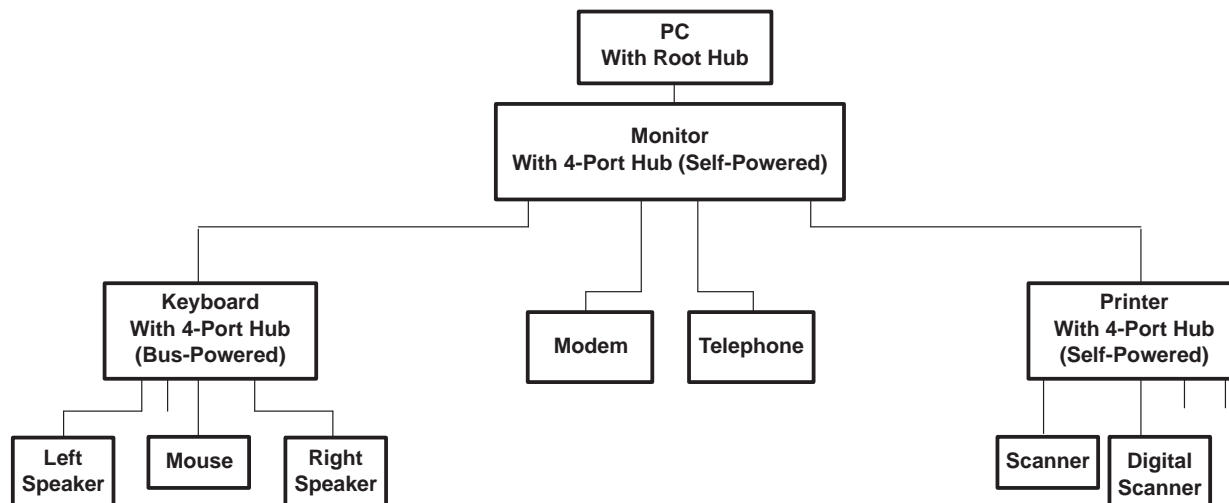 PC
With Root Hub
Monitor
With 4-Port Hub (Self-Powered)
Keyboard
With 4-Port Hub
(Bus-Powered)
Modem
Telephone
Printer
With 4-Port Hub
(Self-Powered)
Left
Speaker
Mouse
Right
Speaker
Scanner
Digital
Scanner